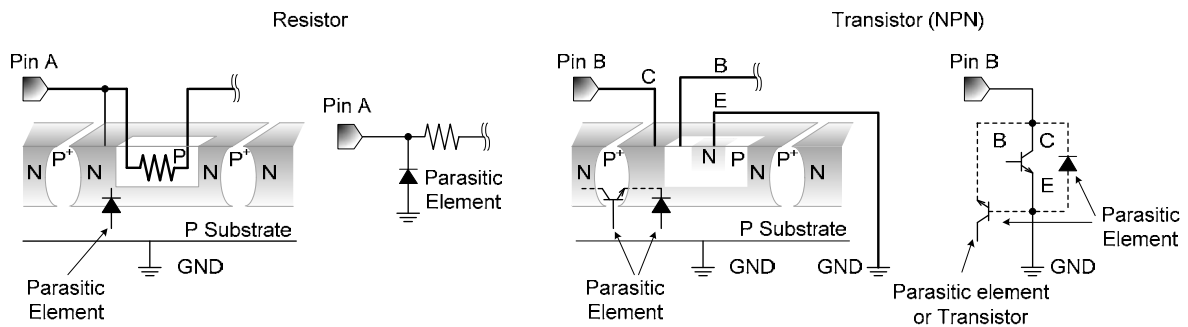 Resistor
Transistor (NPN)
Pin A
Pin B
C
B
E
Pin B
Pin A
N
P+
N
P
N
P+
N
N
P+
N
N
P
N
P+
N
B
C
E
Parasitic
Element
P Substrate
GND
Parasitic
Element
P Substrate
GND
GND
Parasitic
Element
Parasitic
Element
GND
Parasitic element
or Transistor